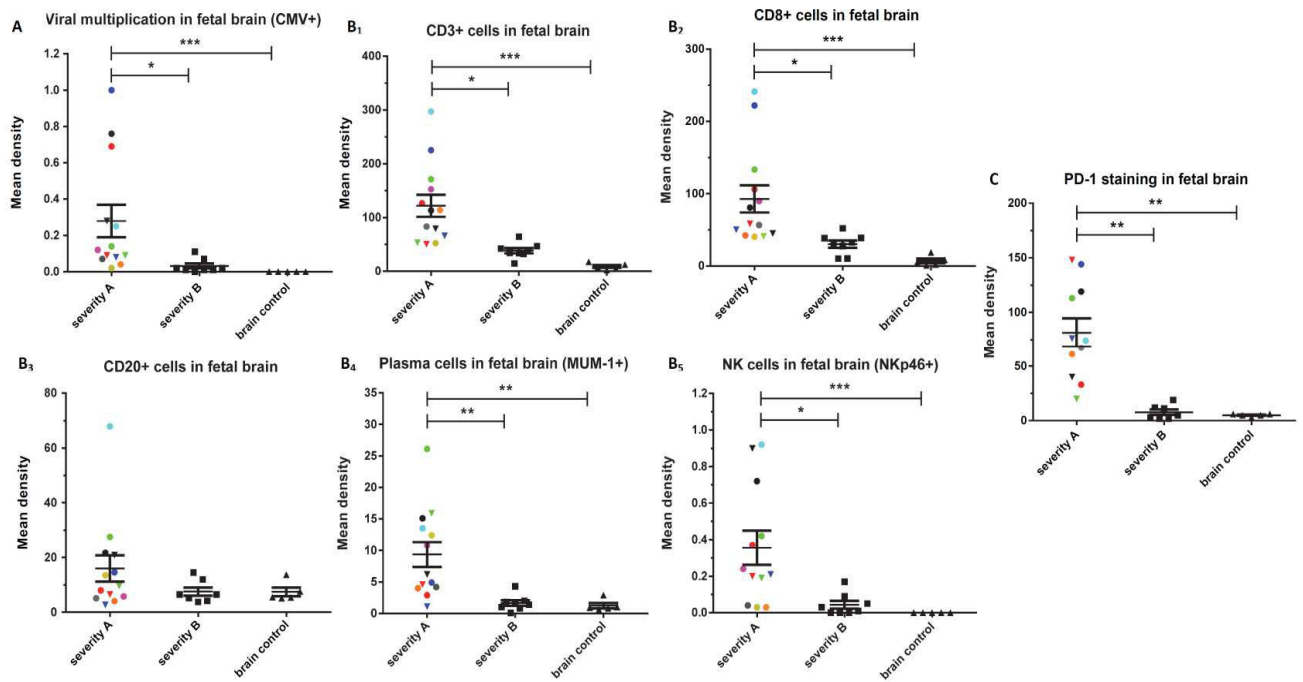 A
Viral multiplication in fetal brain (CMV+)
Mean density
1.2
1.0
0.8
0.6
0.4
0.2
0.0
***
*
severity A
severity B
brain control
B1
CD3+ cells in fetal brain
Mean density
400
300
200
150
100
50
0
***
*
severity A
severity B
brain control
B2
CD8+ cells in fetal brain
Mean density
300
200
100
50
0
***
*
severity A
severity B
brain control
C
PD-1 staining in fetal brain
Mean density
200
150
100
50
0
**
**
severity A
severity B
brain control
B3
CD20+ cells in fetal brain
Mean density
80
60
40
20
0
severity A
severity B
brain control
B4
Plasma cells in fetal brain (MUM-1+)
Mean density
35
30
25
20
15
10
5
0
**
**
severity A
severity B
brain control
B5
NK cells in fetal brain (NKp46+)
Mean density
1.2
1.0
0.8
0.6
0.4
0.2
0.0
***
*
severity A
severity B
brain control